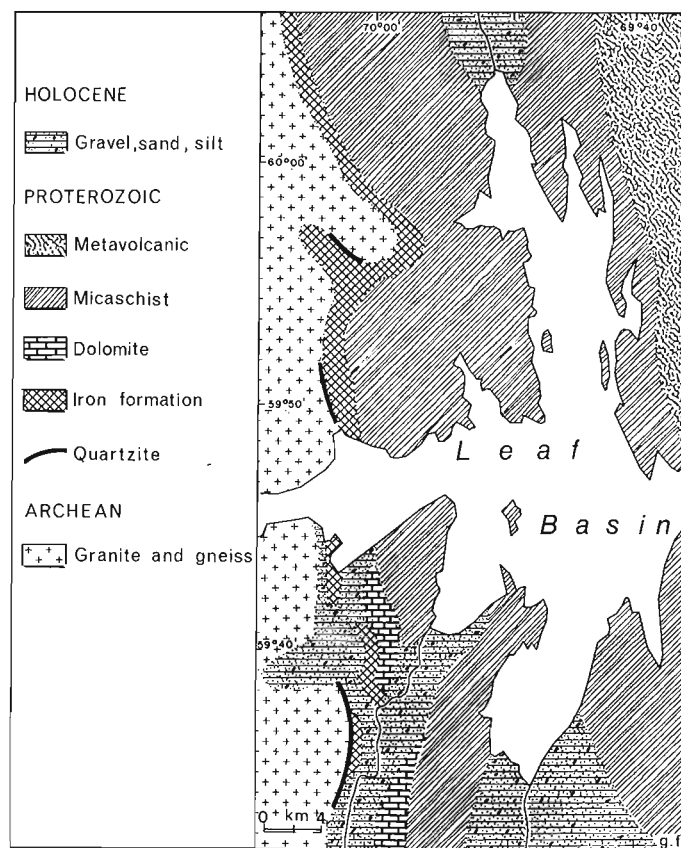 HOLOCENE
Gravel, sand, silt
PROTEROZOIC
Metavolcanic
Micaschist
Dolomite
Iron formation
Quartzite
ARCHEAN
Granite and gneiss
70°00'
69°40'
60°00'
59°50'
Leaf
Basin
59°40'
0 km 4
g.f